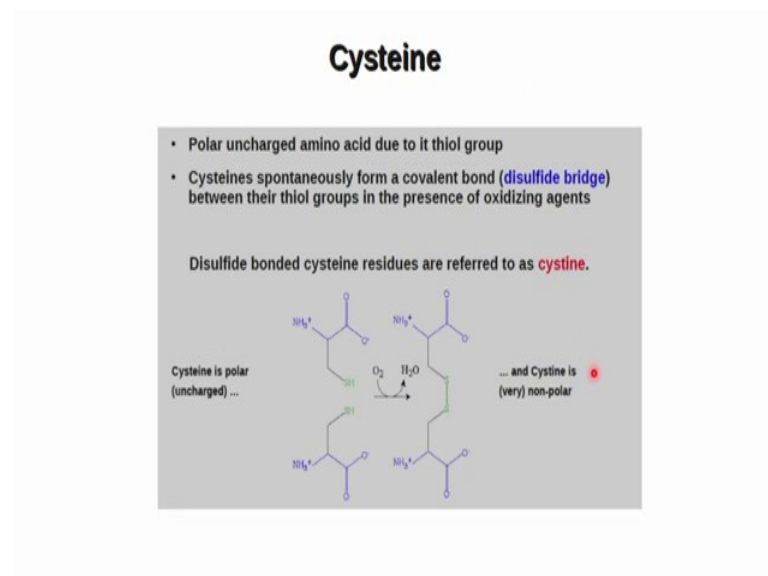 Cysteine
• Polar uncharged amino acid due to it thiol group
• Cysteines spontaneously form a covalent bond (disulfide bridge)
between their thiol groups in the presence of oxidizing agents
Disulfide bonded cysteine residues are referred to as cystine.
O O
NH₃⁺ O⁻ NH₃⁺ O⁻
Cysteine is polar
(uncharged) ...
SH O₂ H₂O S
SH S
... and Cystine is
(very) non-polar
NH₃⁺ O⁻ NH₃⁺ O⁻
O O